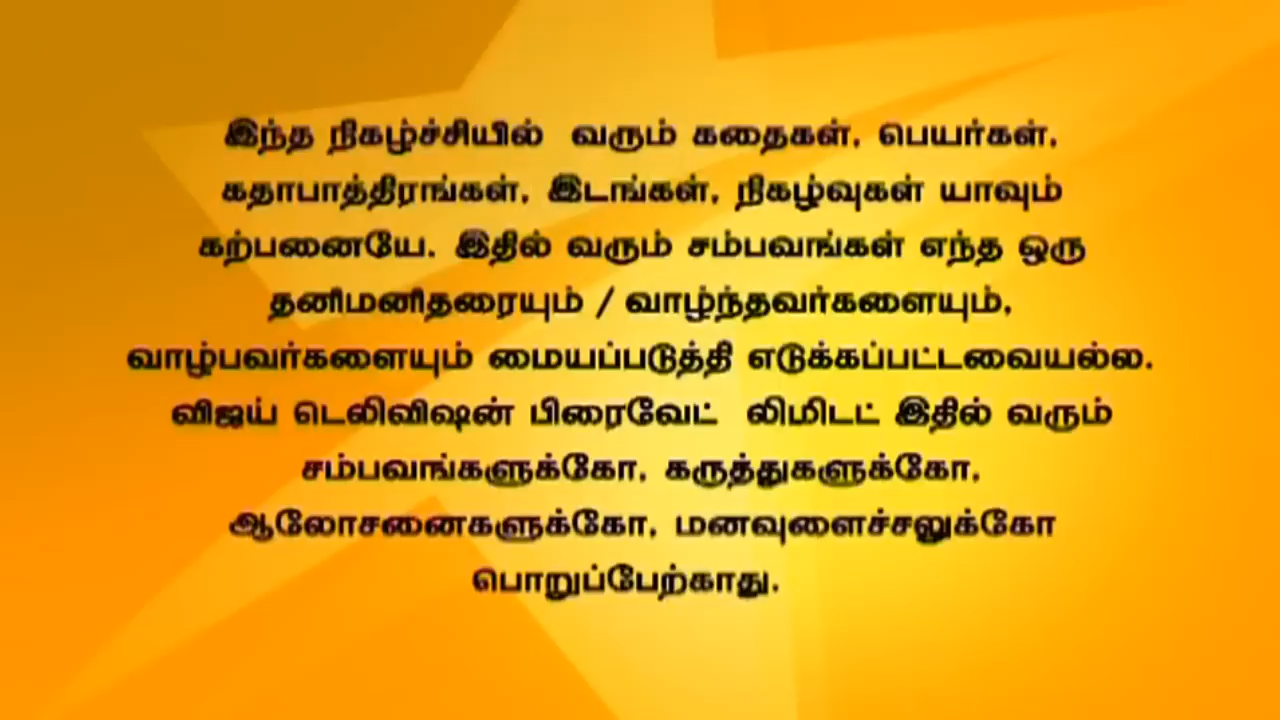 இந்த நிகழ்ச்சியில் வரும் கதைகள், பெயர்கள்,
கதாபாத்திரங்கள், இடங்கள், நிகழ்வுகள் யாவும்
கற்பனையே. இதில் வரும் சம்பவங்கள் எந்த ஒரு
தனிமனிதரையும் / வாழ்ந்தவர்களையும்,
வாழ்பவர்களையும் மையப்படுத்தி எடுக்கப்பட்டவையல்ல.
விஜய் டெலிவிஷன் பிரைவேட் லிமிடட் இதில் வரும்
சம்பவங்களுக்கோ, கருத்துகளுக்கோ,
ஆலோசனைகளுக்கோ, மனவுளைச்சலுக்கோ
பொறுப்பேற்காது.